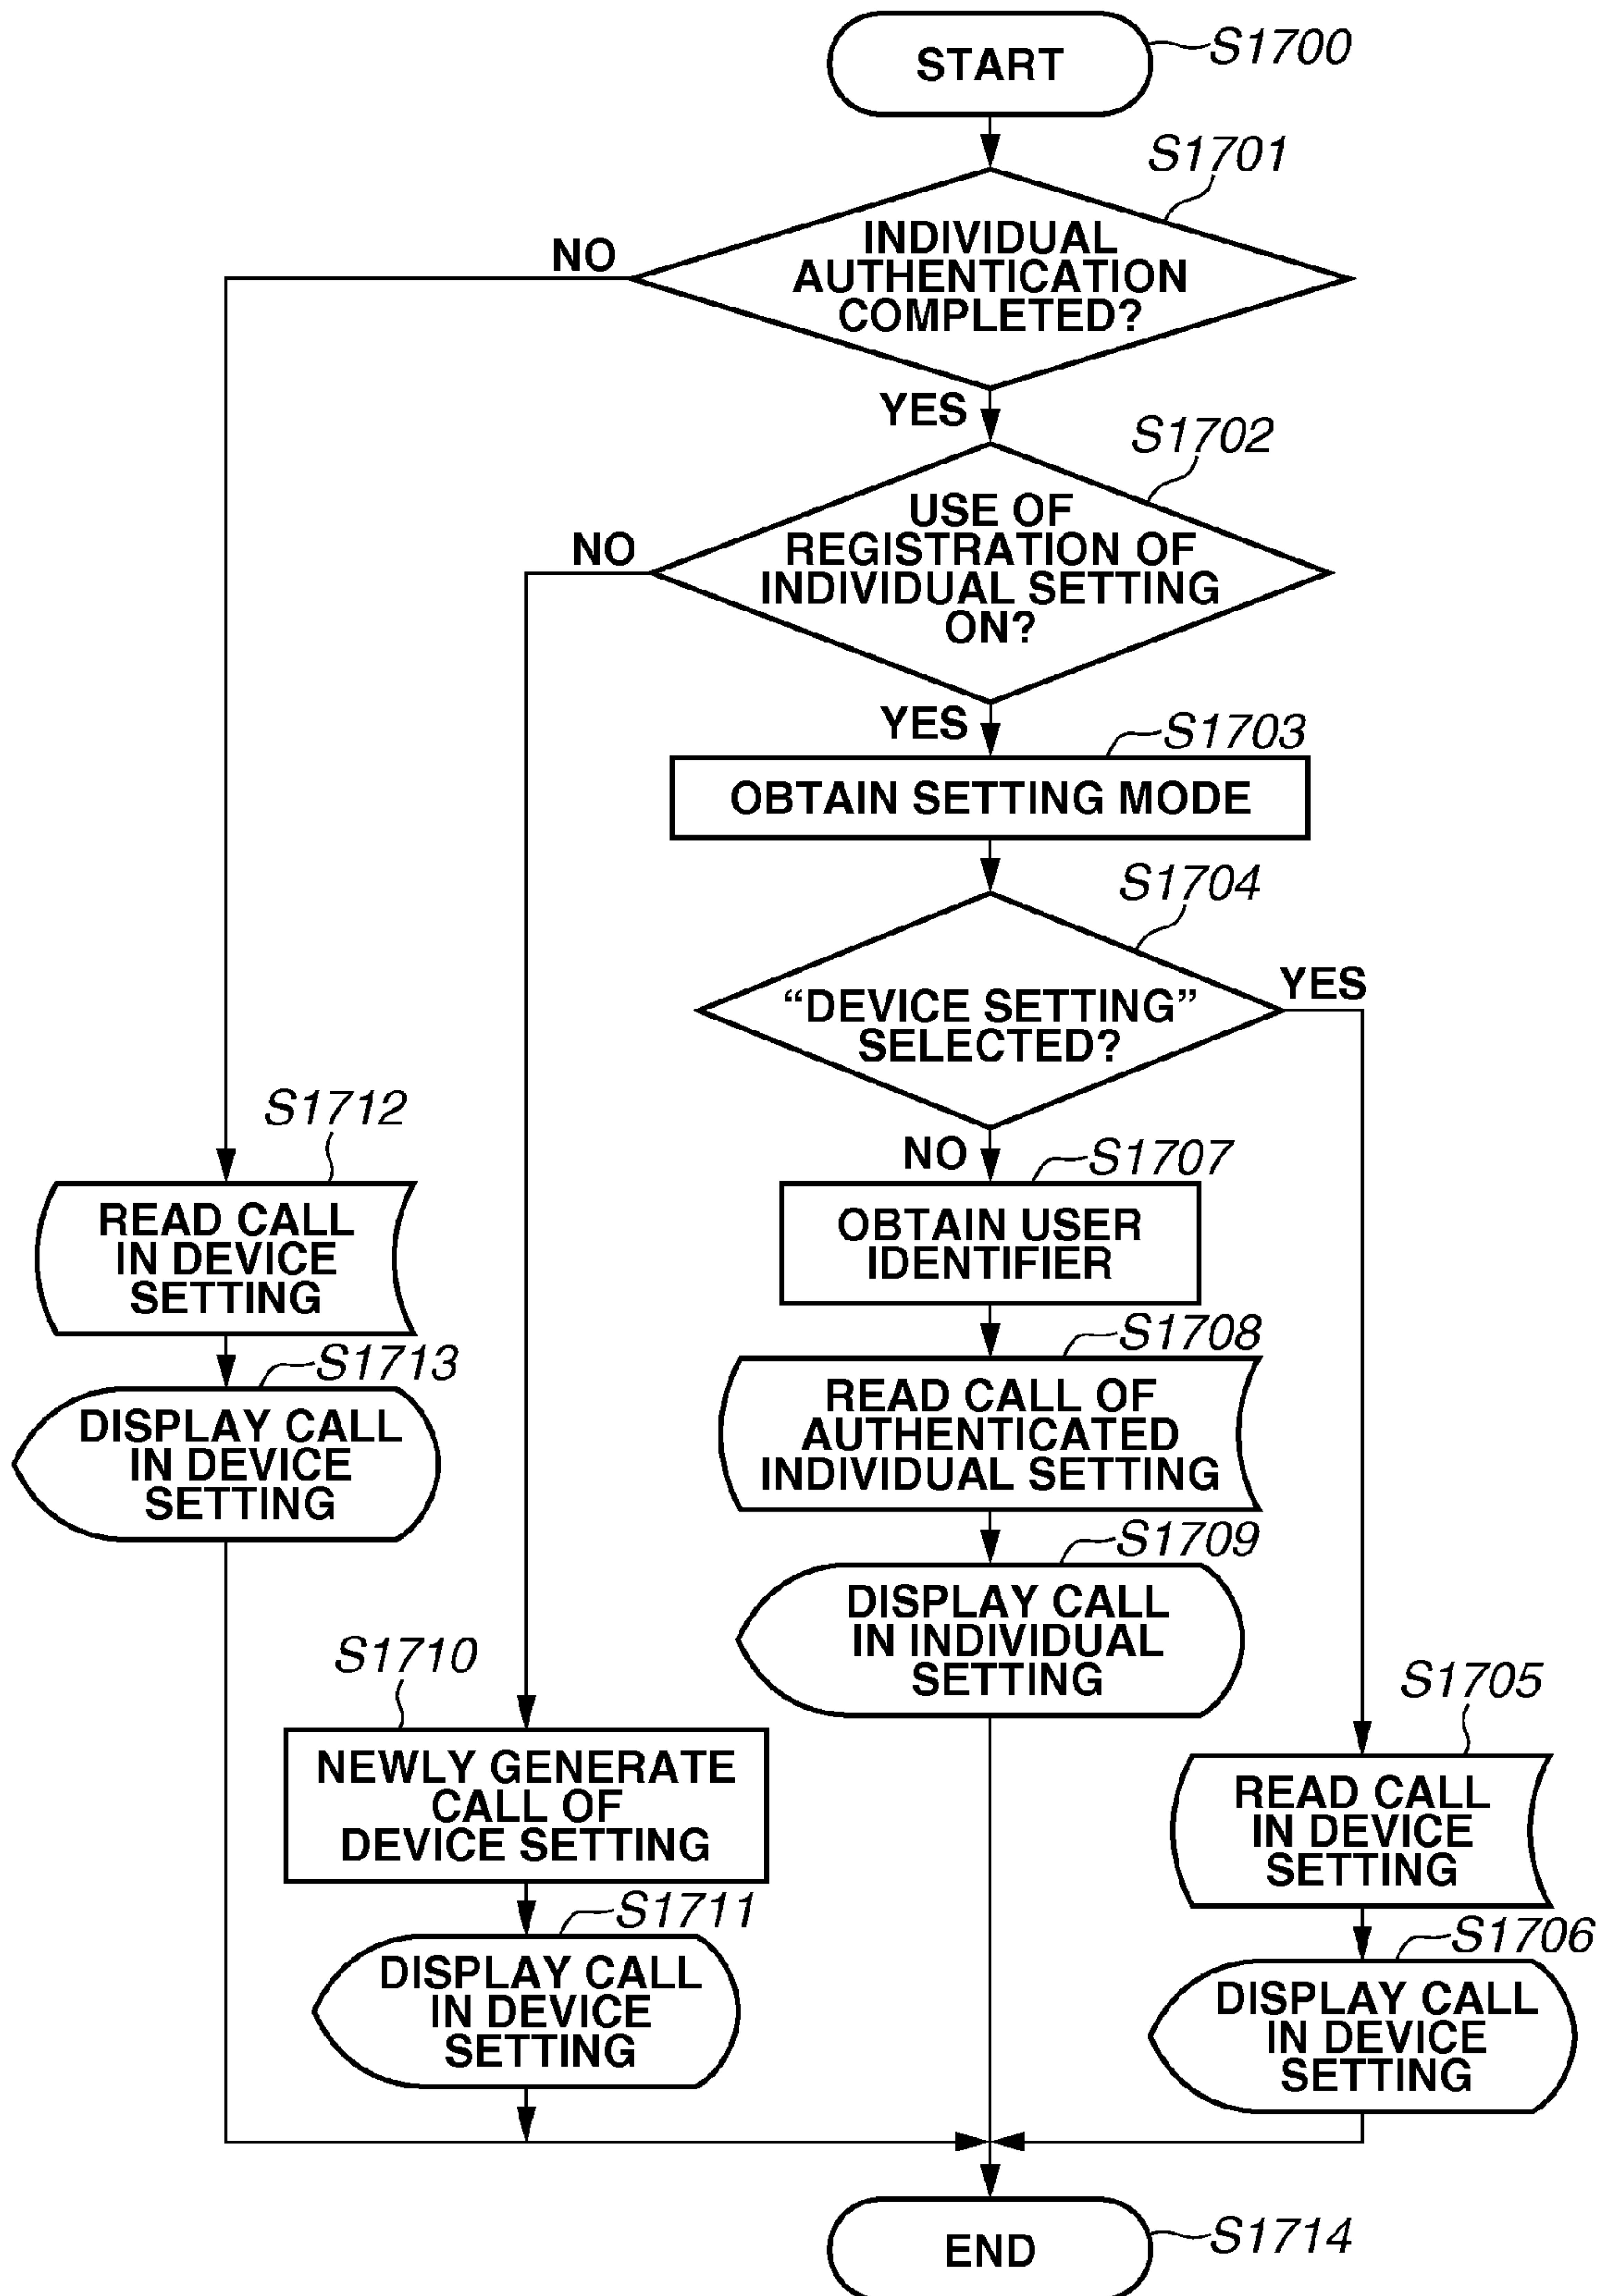 START
S1700
S1701
INDIVIDUAL
AUTHENTICATION
COMPLETED?
NO
YES
S1702
USE OF
REGISTRATION OF
INDIVIDUAL SETTING
ON?
NO
YES
S1703
OBTAIN SETTING MODE
S1704
“DEVICE SETTING”
SELECTED?
YES
NO
S1712
READ CALL
IN DEVICE
SETTING
S1713
DISPLAY CALL
IN DEVICE
SETTING
S1707
OBTAIN USER
IDENTIFIER
S1708
READ CALL OF
AUTHENTICATED
INDIVIDUAL SETTING
S1709
DISPLAY CALL
IN INDIVIDUAL
SETTING
S1710
NEWLY GENERATE
CALL OF
DEVICE SETTING
S1711
DISPLAY CALL
IN DEVICE
SETTING
S1705
READ CALL
IN DEVICE
SETTING
S1706
DISPLAY CALL
IN DEVICE
SETTING
END
S1714